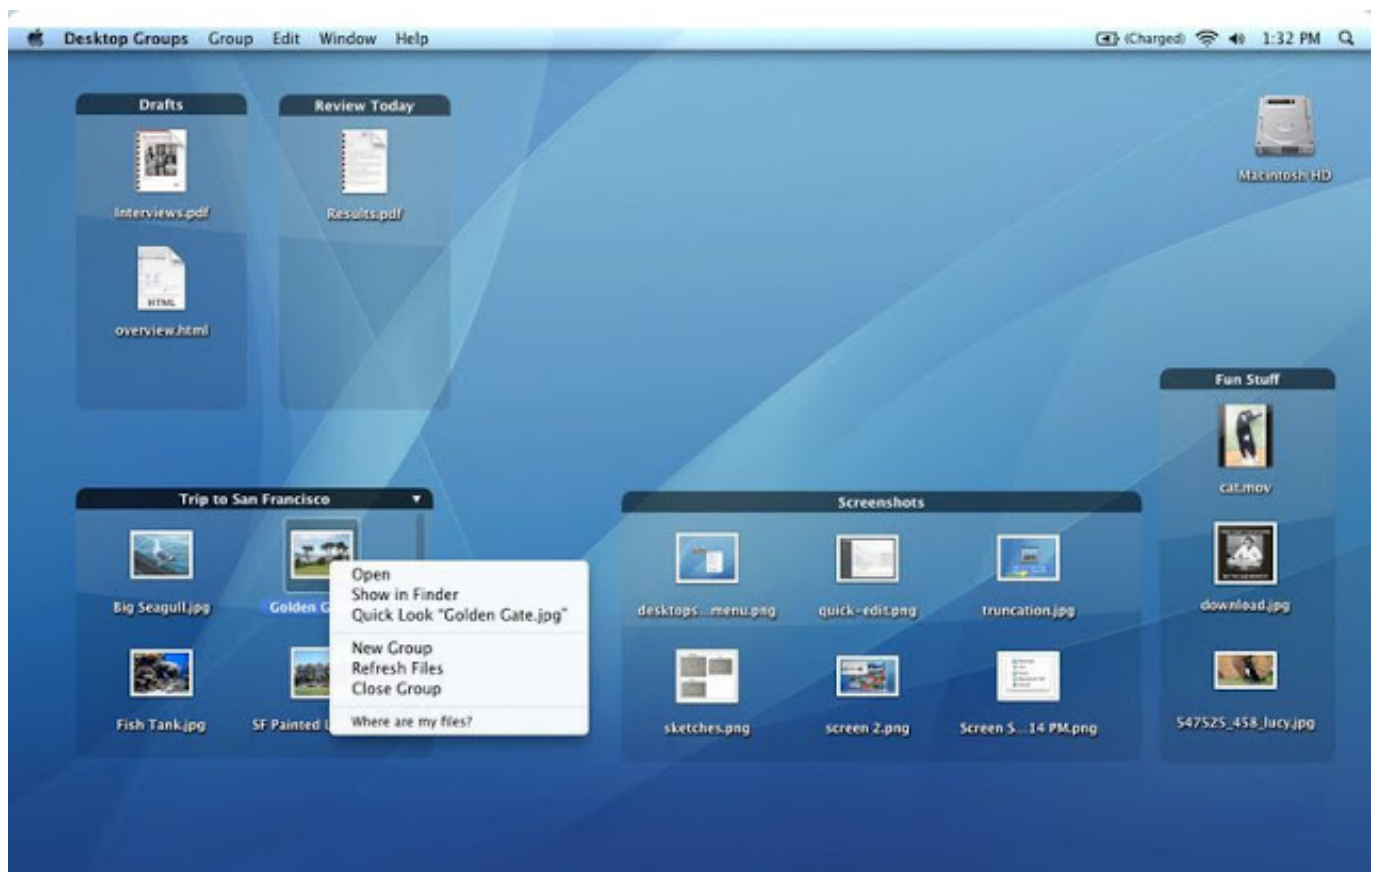 Desktop Groups Group Edit Window Help (Charged) 1:32 PM
Drafts
Interviews.pdf
HTML
overview.html
Review Today
Results.pdf
Macintosh HD
Trip to San Francisco
Big Seagull.jpg
Golden G
Fish Tank.jpg
SF Painted
Open
Show in Finder
Quick Look "Golden Gate.jpg"
New Group
Refresh Files
Close Group
Where are my files?
Screenshots
desktops...menu.png quick-edit.png truncation.jpg
sketches.png screen 2.png Screen S...14 PM.png
Fun Stuff
cat.mov
download.jpg
547525_458_lucy.jpg